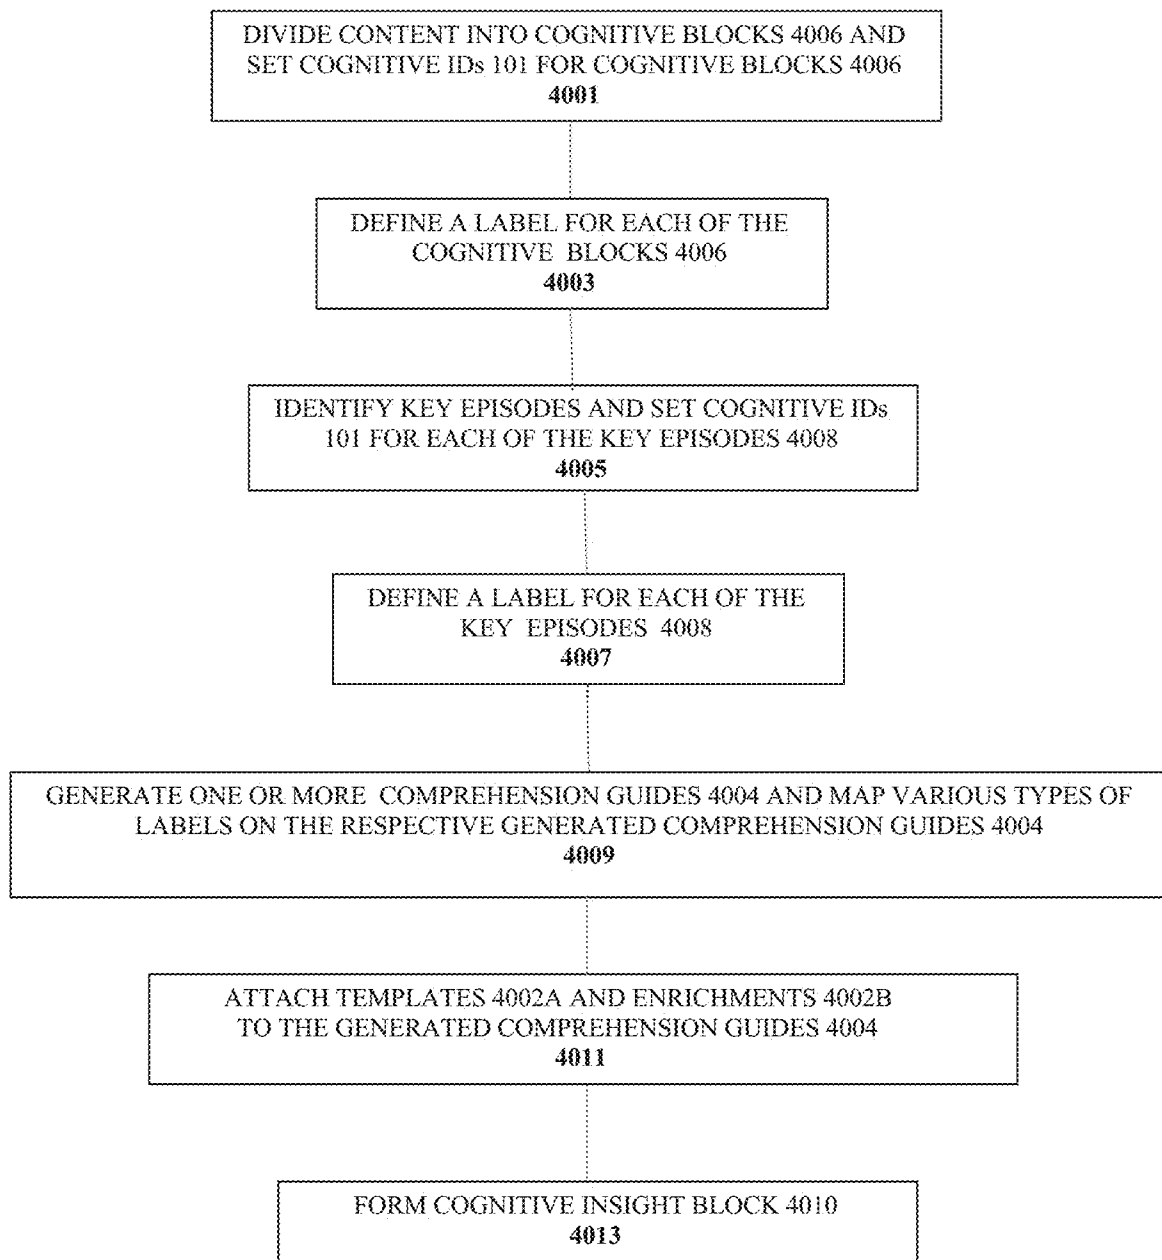 DIVIDE CONTENT INTO COGNITIVE BLOCKS 4006 AND
SET COGNITIVE IDs 101 FOR COGNITIVE BLOCKS 4006
4001
DEFINE A LABEL FOR EACH OF THE
COGNITIVE BLOCKS 4006
4003
IDENTIFY KEY EPISODES AND SET COGNITIVE IDs
101 FOR EACH OF THE KEY EPISODES 4008
4005
DEFINE A LABEL FOR EACH OF THE
KEY EPISODES 4008
4007
GENERATE ONE OR MORE COMPREHENSION GUIDES 4004 AND MAP VARIOUS TYPES OF
LABELS ON THE RESPECTIVE GENERATED COMPREHENSION GUIDES 4004
4009
ATTACH TEMPLATES 4002A AND ENRICHMENTS 4002B
TO THE GENERATED COMPREHENSION GUIDES 4004
4011
FORM COGNITIVE INSIGHT BLOCK 4010
4013